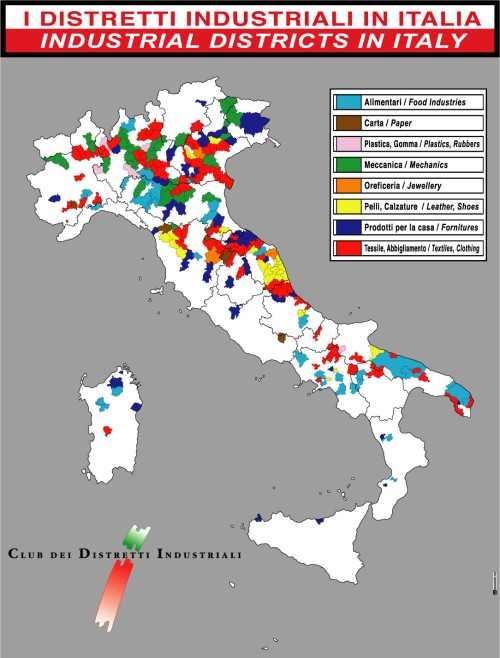 I DISTRETTI INDUSTRIALI IN ITALIA
INDUSTRIAL DISTRICTS IN ITALY
Alimentari / Food Industries
Carta / Paper
Plastica, Gomma / Plastics, Rubbers
Meccanica / Mechanics
Oreficeria / Jewellery
Pelli, Calzature / Leather, Shoes
Prodotti per la casa / Fornitures
Tessile, Abbigliamento / Textiles, Clothing
CLUB DEI DISTRETTI INDUSTRIALI